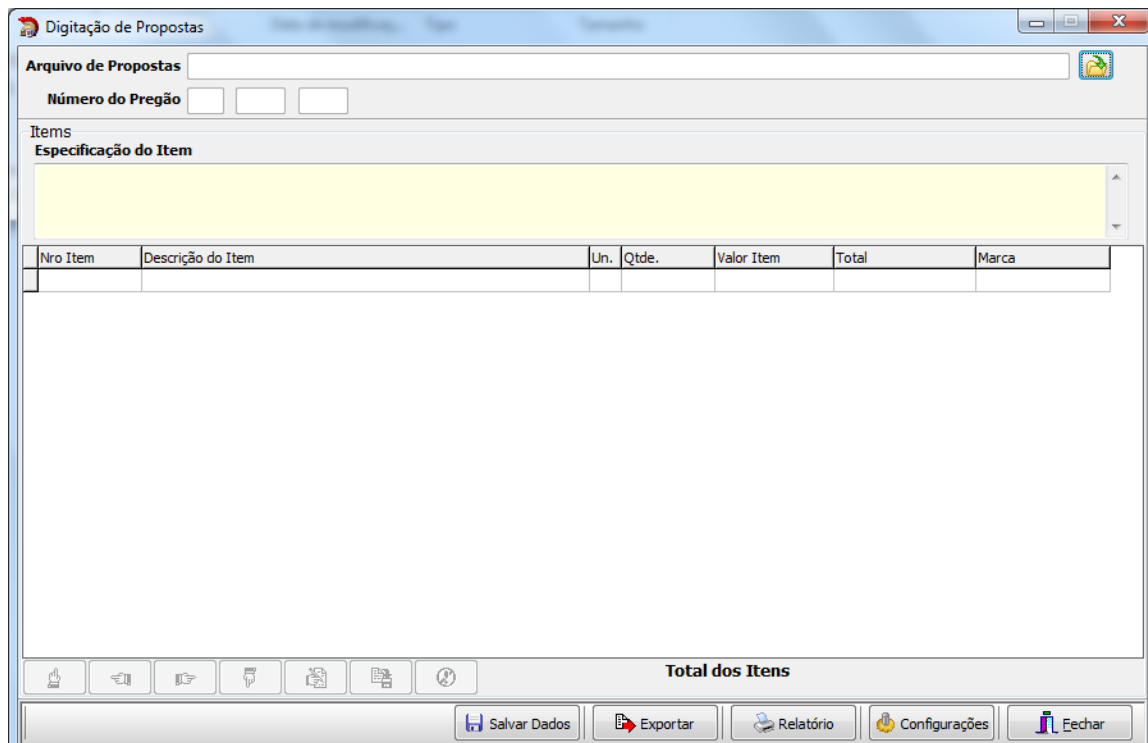 Digitação de Propostas
Arquivo de Propostas
Número do Pregão
Items
Especificação do Item
Nro Item Descrição do Item Un. Qtde. Valor Item Total Marca
Total dos Itens
Salvar Dados Exportar Relatório Configurações Fechar